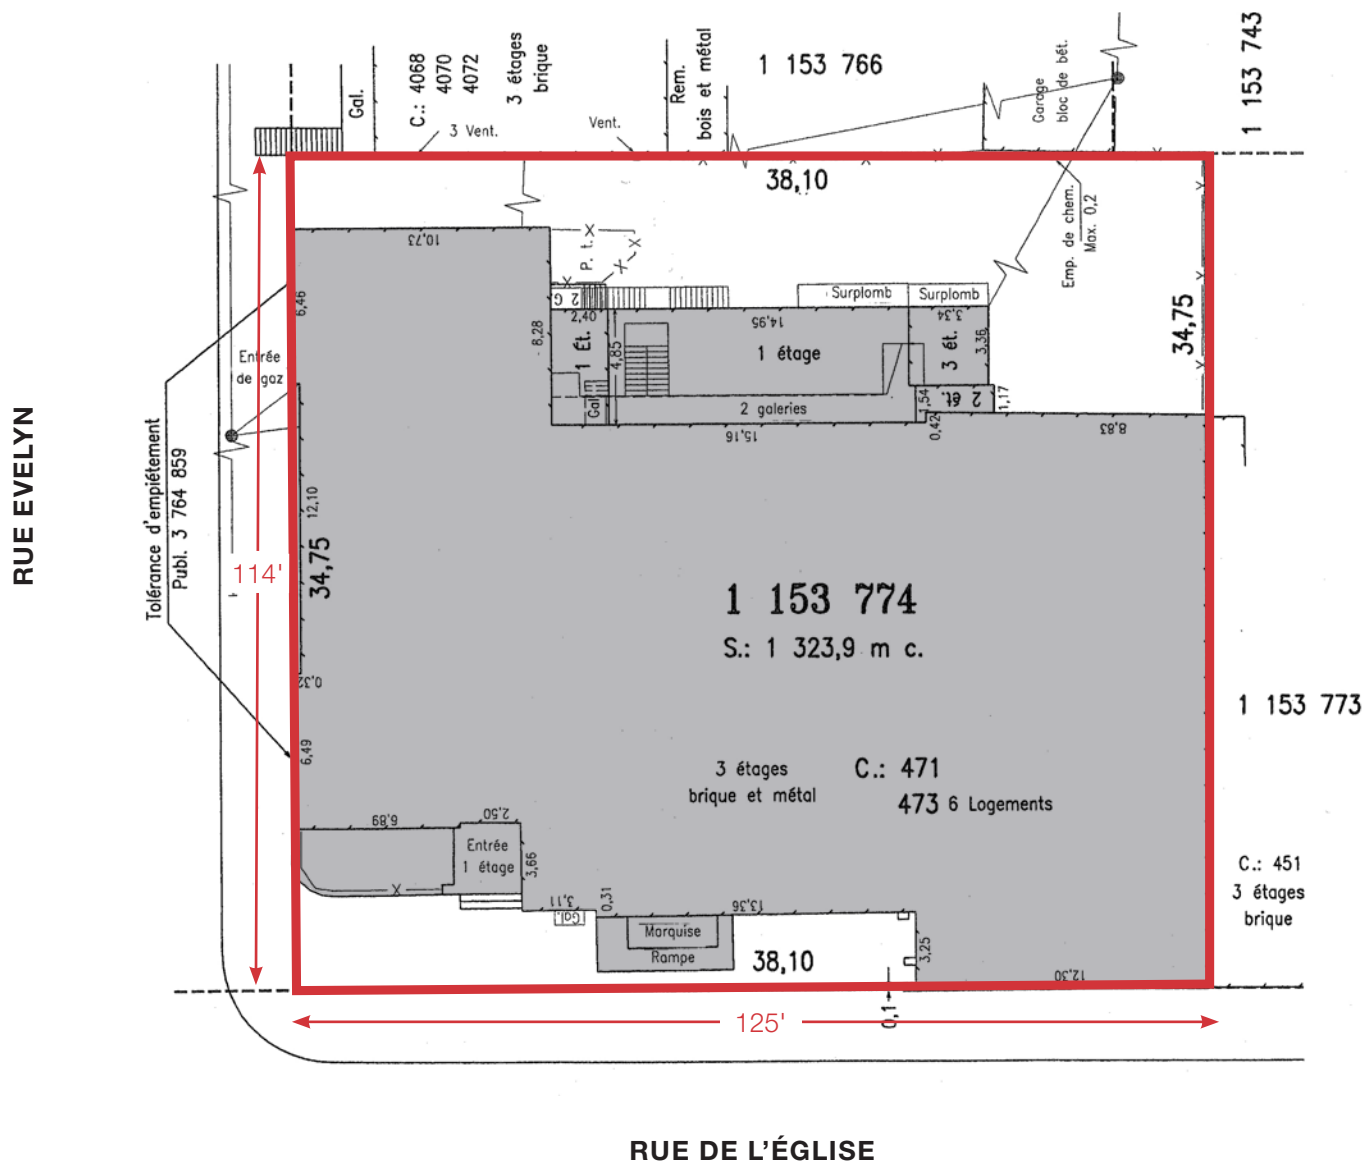 Gal.
C.: 4068
4070
4072
3 étages
brique
3 Vent.
Vent.
Rem.
bois et métal
1 153 766
Garage
bloc de bét.
1 153 743
38,10
Emp. de chem.
Max. 0,2
10,73
P. t.
2 G
2,40
Surplomb
Surplomb
6,46
8,28
1 Ét.
4,85
14,95
1 étage
3,34
3 ét.
3,36
34,75
Entrée
de gaz
Gal
2 galeries
1,54
2 ét.
1,17
15,16
0,42
8,83
RUE EVELYN
Tolérance d'empiétement
Publ. 3 764 859
12,10
34,75
114'
1 153 774
S.: 1 323,9 m c.
0,32
1 153 773
6,49
3 étages
brique et métal
C.: 471
473 6 Logements
6,89
2,50
Entrée
1 étage
3,66
C.: 451
3 étages
brique
3,11
Gal.
0,31
13,36
Marquise
Rampe
38,10
3,25
12,30
0,1
125'
RUE DE L'ÉGLISE